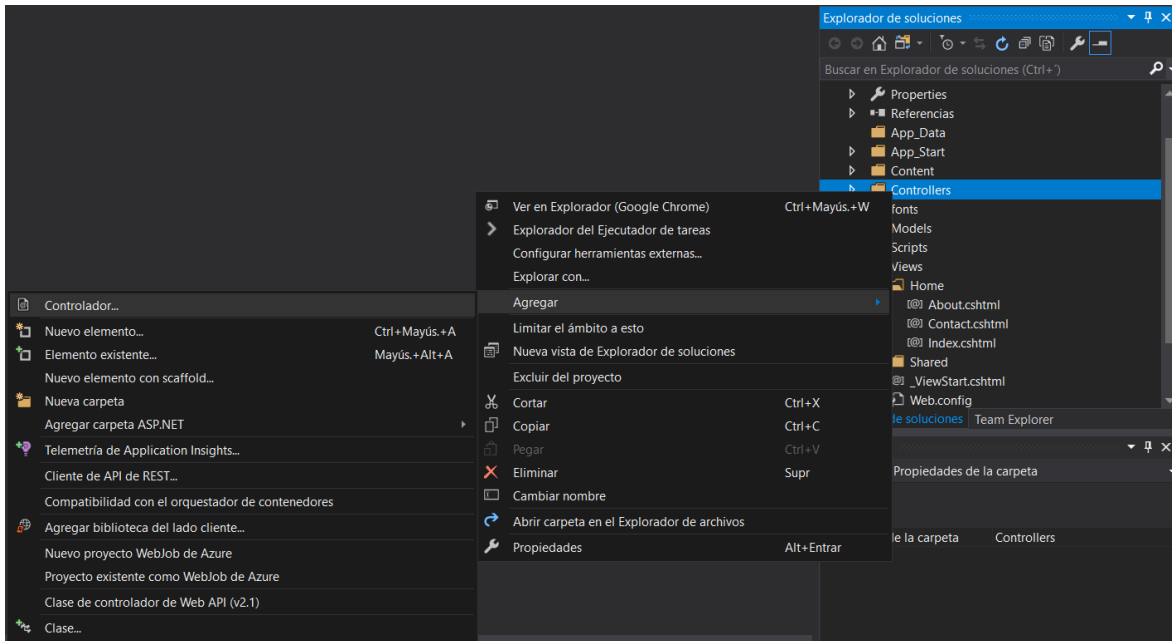 Explorador de soluciones
Buscar en Explorador de soluciones (Ctrl+´)
Properties
Referencias
App_Data
App_Start
Content
Controllers
fonts
Models
Scripts
Views
Home
About.cshtml
Contact.cshtml
Index.cshtml
Shared
_ViewStart.cshtml
Web.config
de soluciones Team Explorer
Propiedades de la carpeta
de la carpeta Controllers
Ver en Explorador (Google Chrome) Ctrl+Mayús.+W
Explorador del Ejecutador de tareas
Configurar herramientas externas...
Explorar con...
Agregar
Limitar el ámbito a esto
Nueva vista de Explorador de soluciones
Excluir del proyecto
Cortar Ctrl+X
Copiar Ctrl+C
Pegar Ctrl+V
Eliminar Supr
Cambiar nombre
Abrir carpeta en el Explorador de archivos
Propiedades Alt+Entrar
Controlador...
Nuevo elemento... Ctrl+Mayús.+A
Elemento existente... Mayús.+Alt+A
Nuevo elemento con scaffold...
Nueva carpeta
Agregar carpeta ASP.NET
Telemetría de Application Insights...
Cliente de API de REST...
Compatibilidad con el orquestador de contenedores
Agregar biblioteca del lado cliente...
Nuevo proyecto WebJob de Azure
Proyecto existente como WebJob de Azure
Clase de controlador de Web API (v2.1)
Clase...